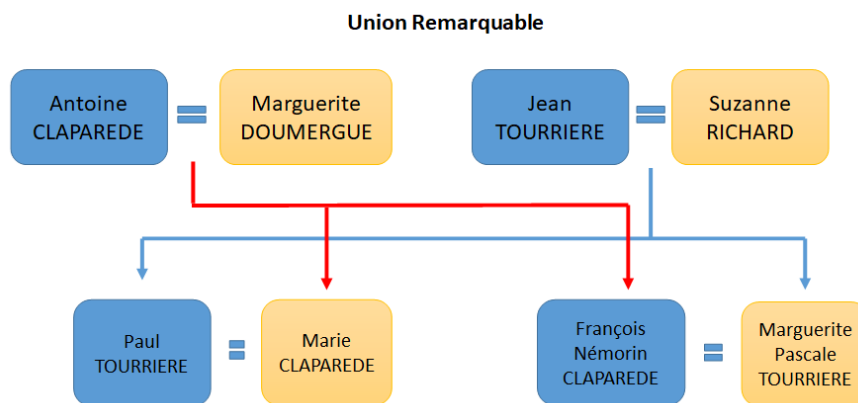 Union Remarquable
Antoine
CLAPAREDE
Marguerite
DOUMERGUE
Jean
TOURRIERE
Suzanne
RICHARD
Paul
TOURRIERE
Marie
CLAPAREDE
François
Némorin
CLAPAREDE
Marguerite
Pascale
TOURRIERE